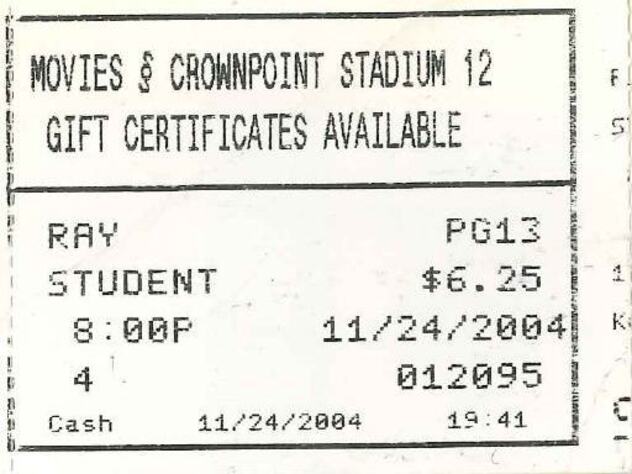 MOVIES § CROWNPOINT STADIUM 12
GIFT CERTIFICATES AVAILABLE
RAY PG13
STUDENT $6.25
8:00P 11/24/2004
4 012095
Cash 11/24/2004 19:41